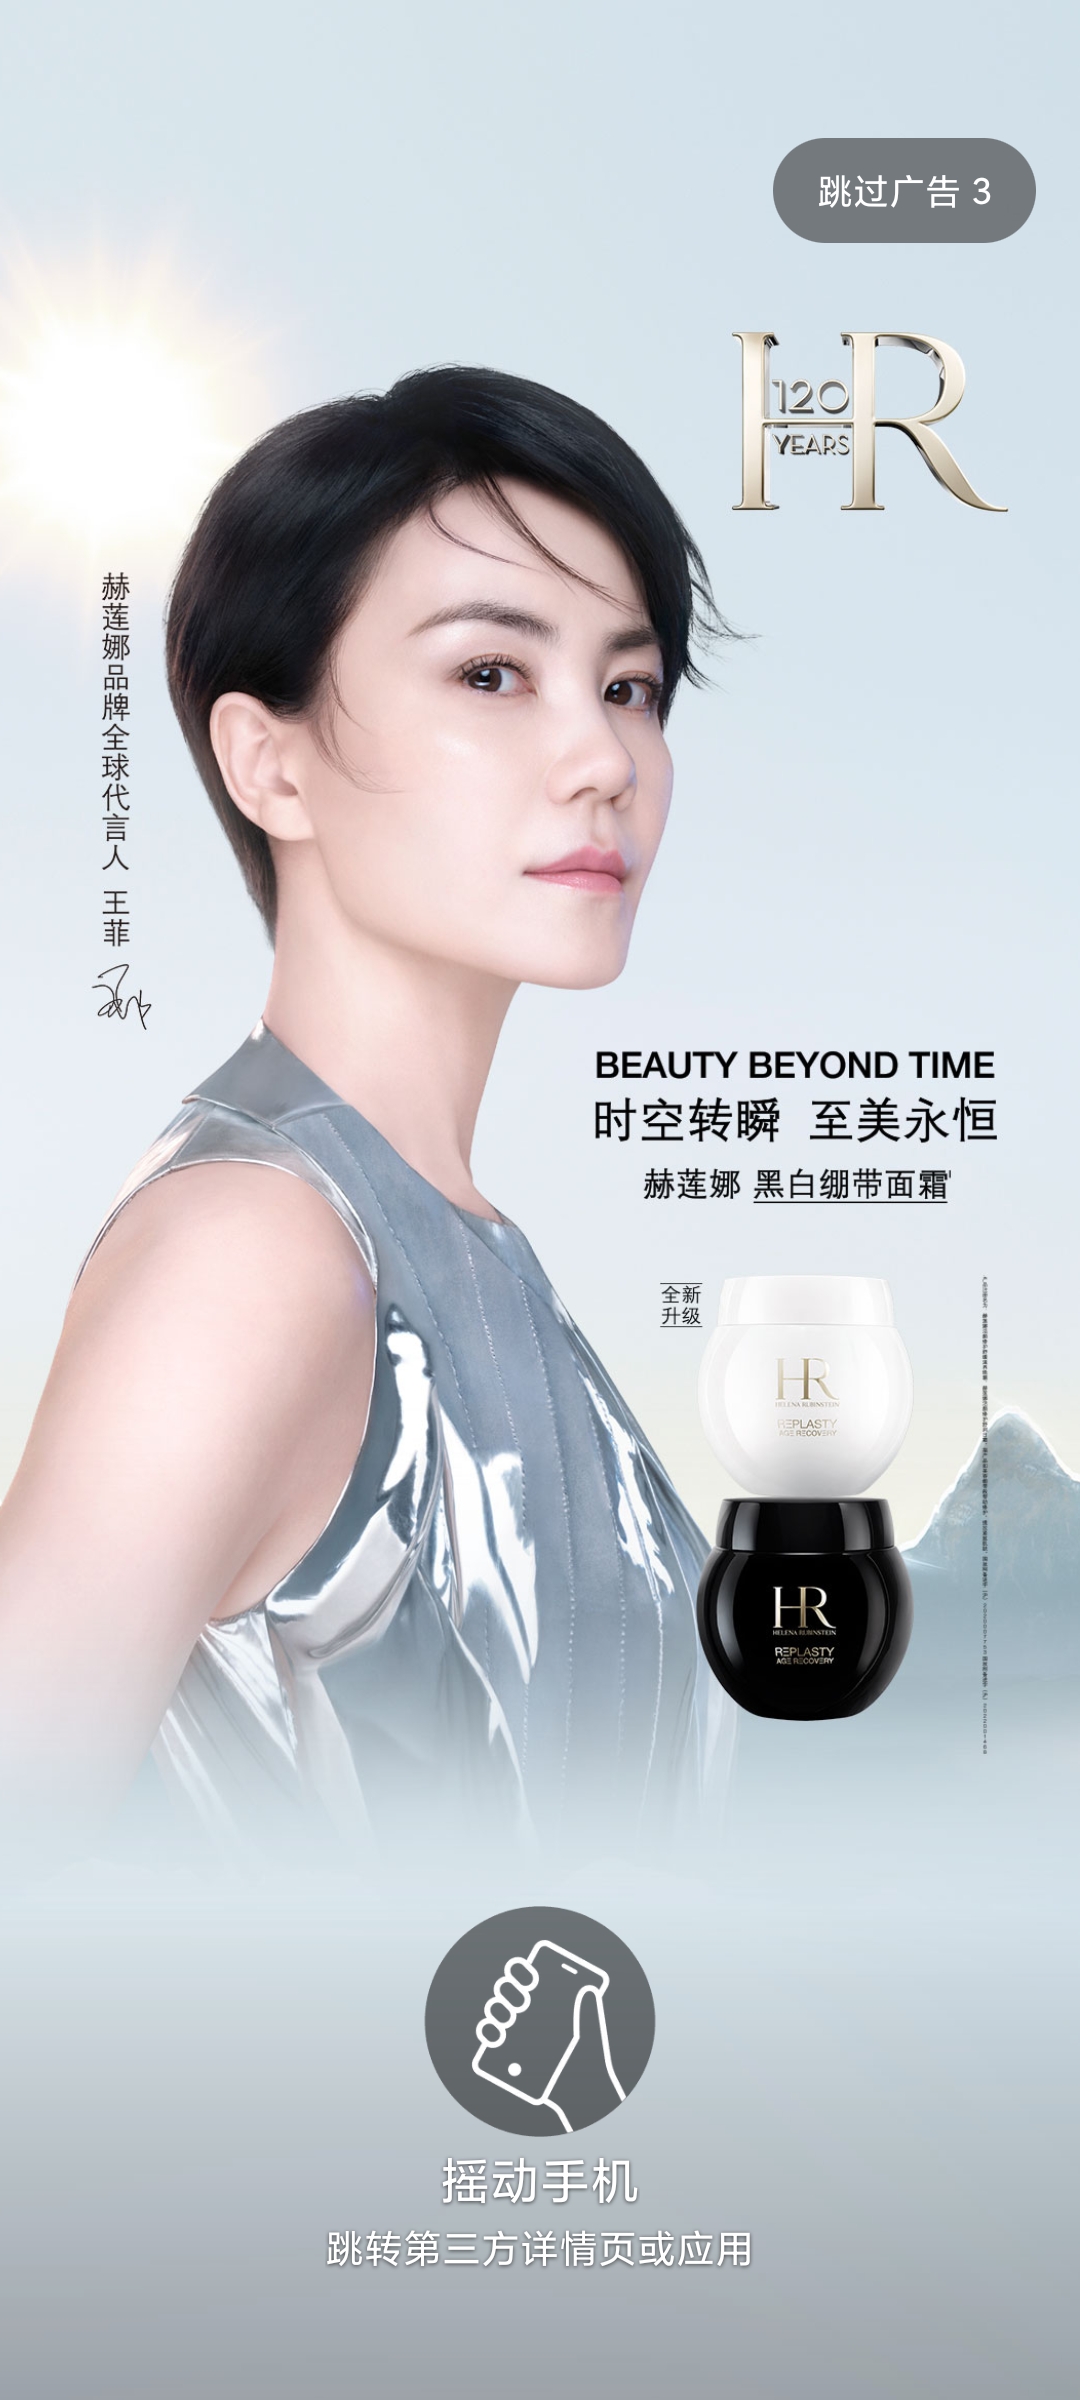 跳过广告 3
HR
120
YEARS
赫莲娜品牌全球代言人 王菲
BEAUTY BEYOND TIME
时空转瞬 至美永恒
赫莲娜 黑白绷带面霜
全新
升级
HR
HELENA RUBINSTEIN
REPLASTY
AGE RECOVERY
HR
HELENA RUBINSTEIN
REPLASTY
AGE RECOVERY
摇动手机
跳转第三方详情页或应用